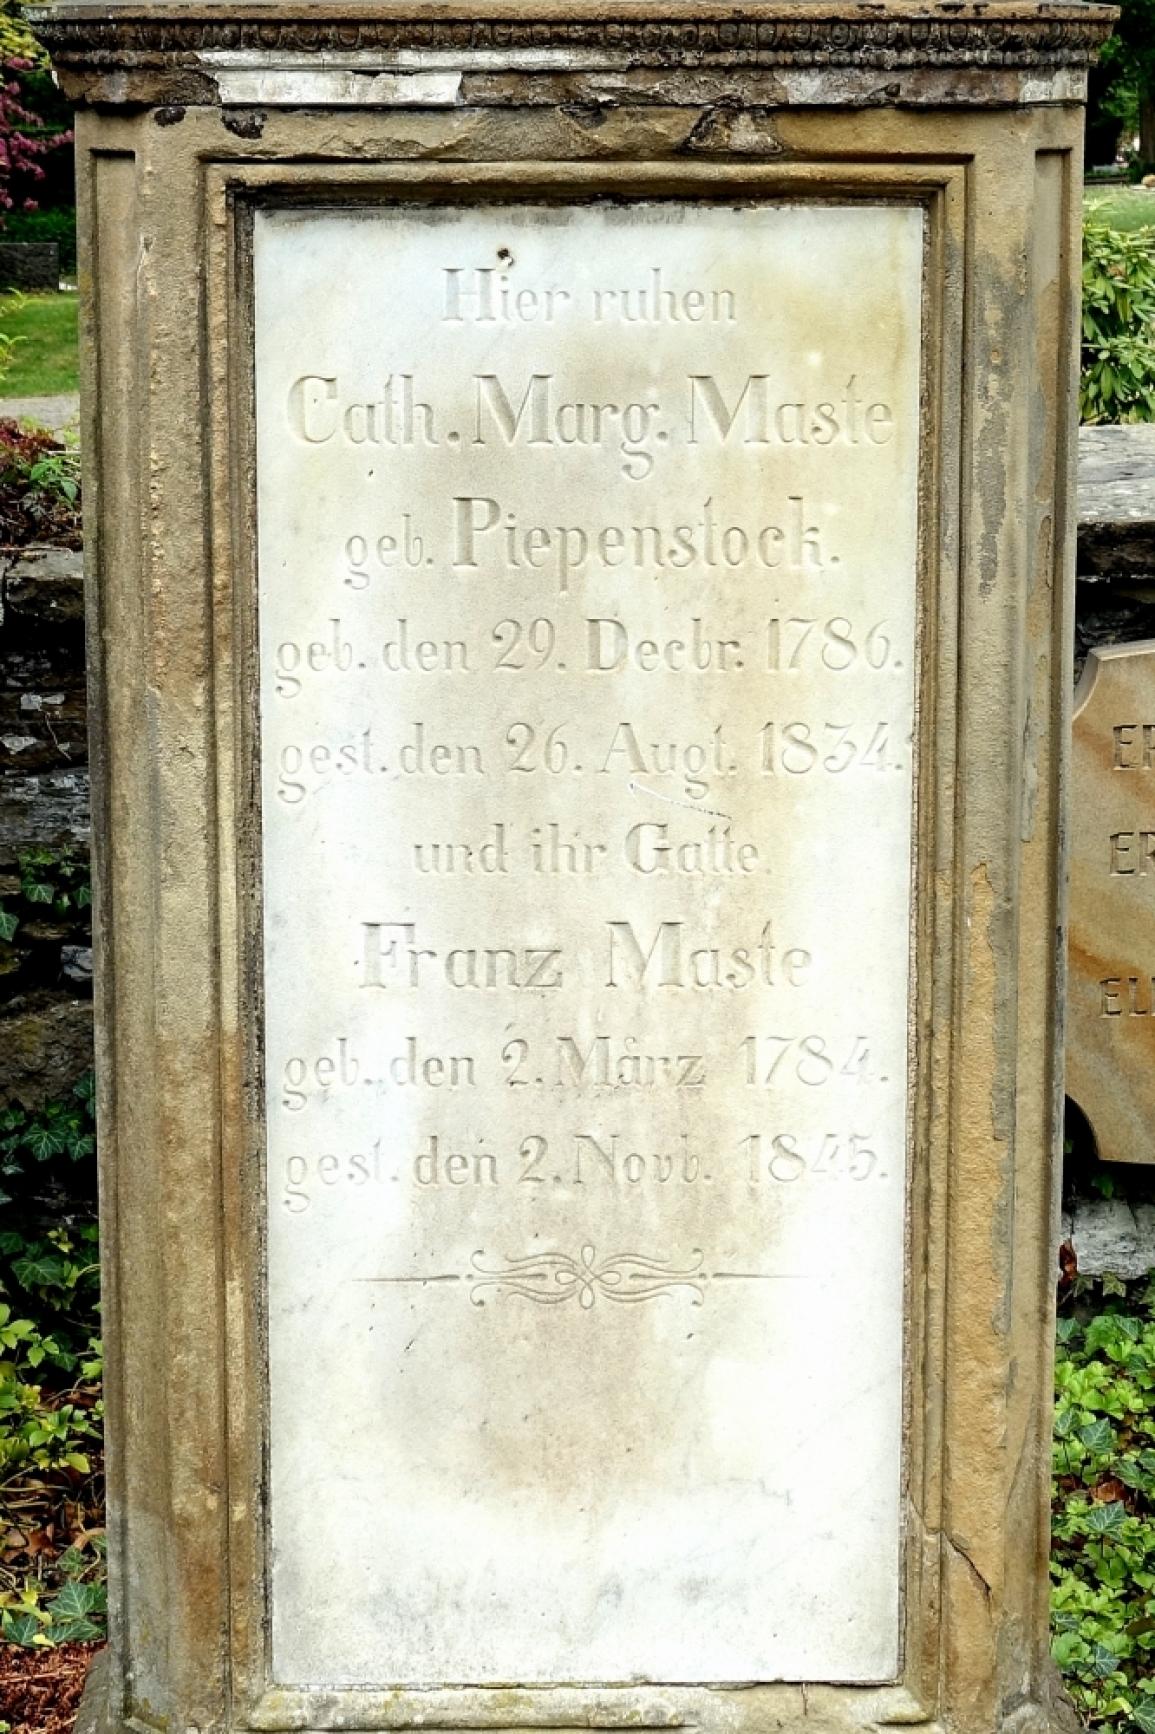 Hier ruhen
Cath. Marg. Maste
geb. Piepenstock.
geb. den 29. Decbr. 1786.
gest. den 26. Augt. 1834.
und ihr Gatte
Franz Maste
geb. den 2. März 1784.
gest. den 2. Novb. 1845.